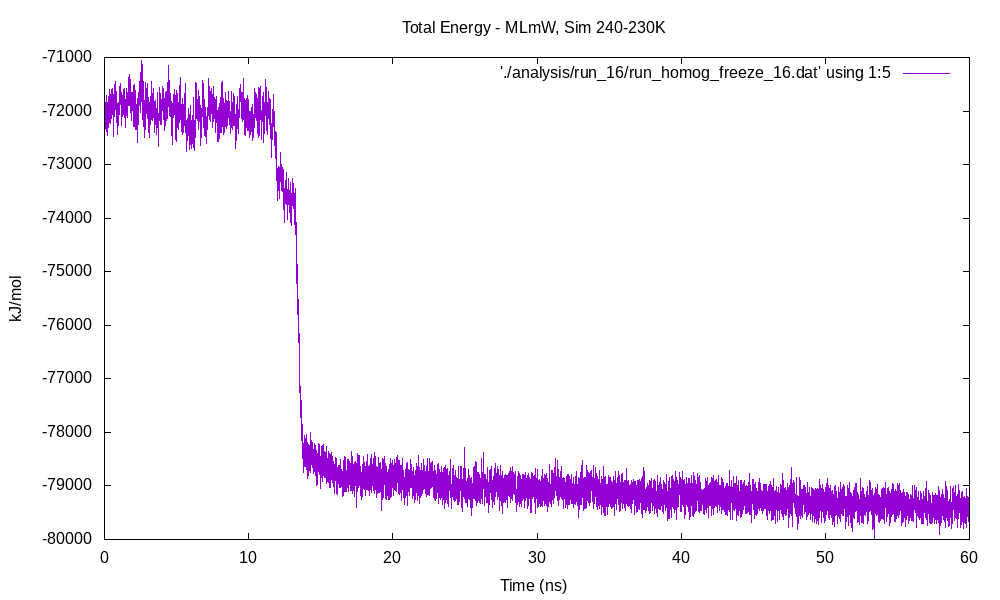 Total Energy - MLmW, Sim 240-230K
'./analysis/run_16/run_homog_freeze_16.dat' using 1:5
-71000
-72000
-73000
-74000
-75000
-76000
-77000
-78000
-79000
-80000
kJ/mol
0 10 20 30 40 50 60
Time (ns)